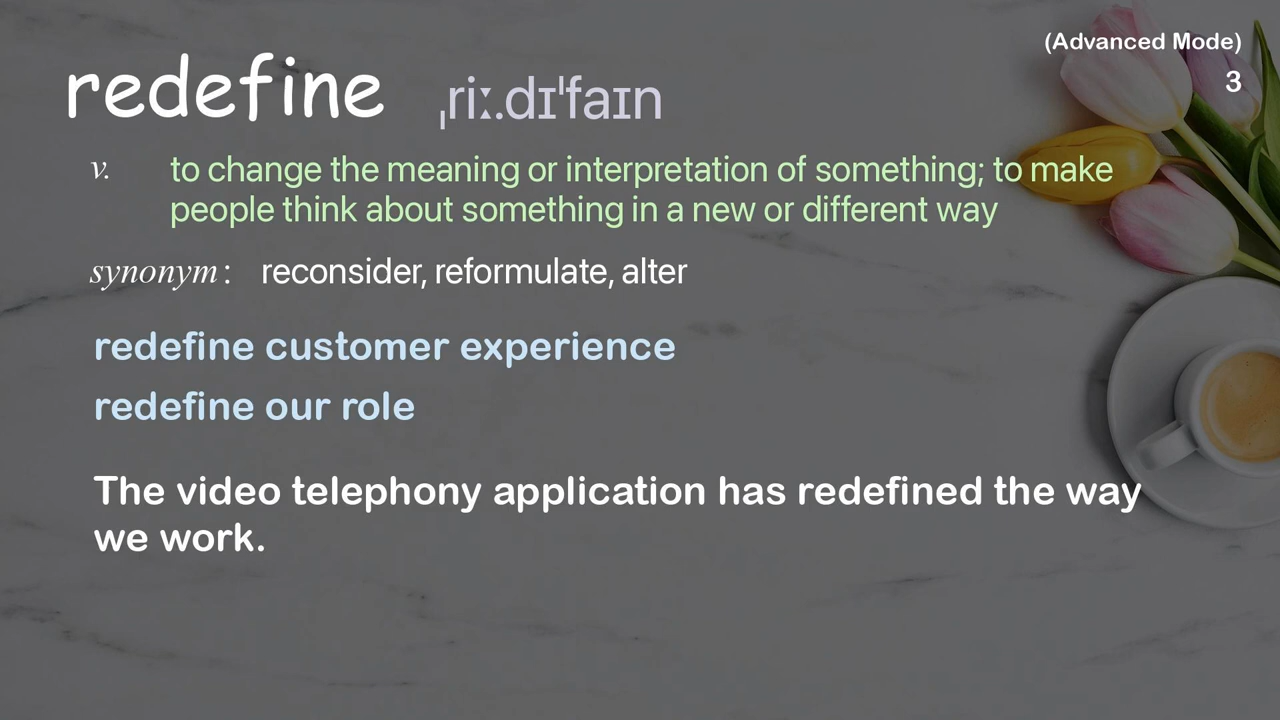 (Advanced Mode)
3
redefine ˌriː.dɪˈfaɪn
v. to change the meaning or interpretation of something; to make
people think about something in a new or different way
synonym: reconsider, reformulate, alter
redefine customer experience
redefine our role
The video telephony application has redefined the way
we work.